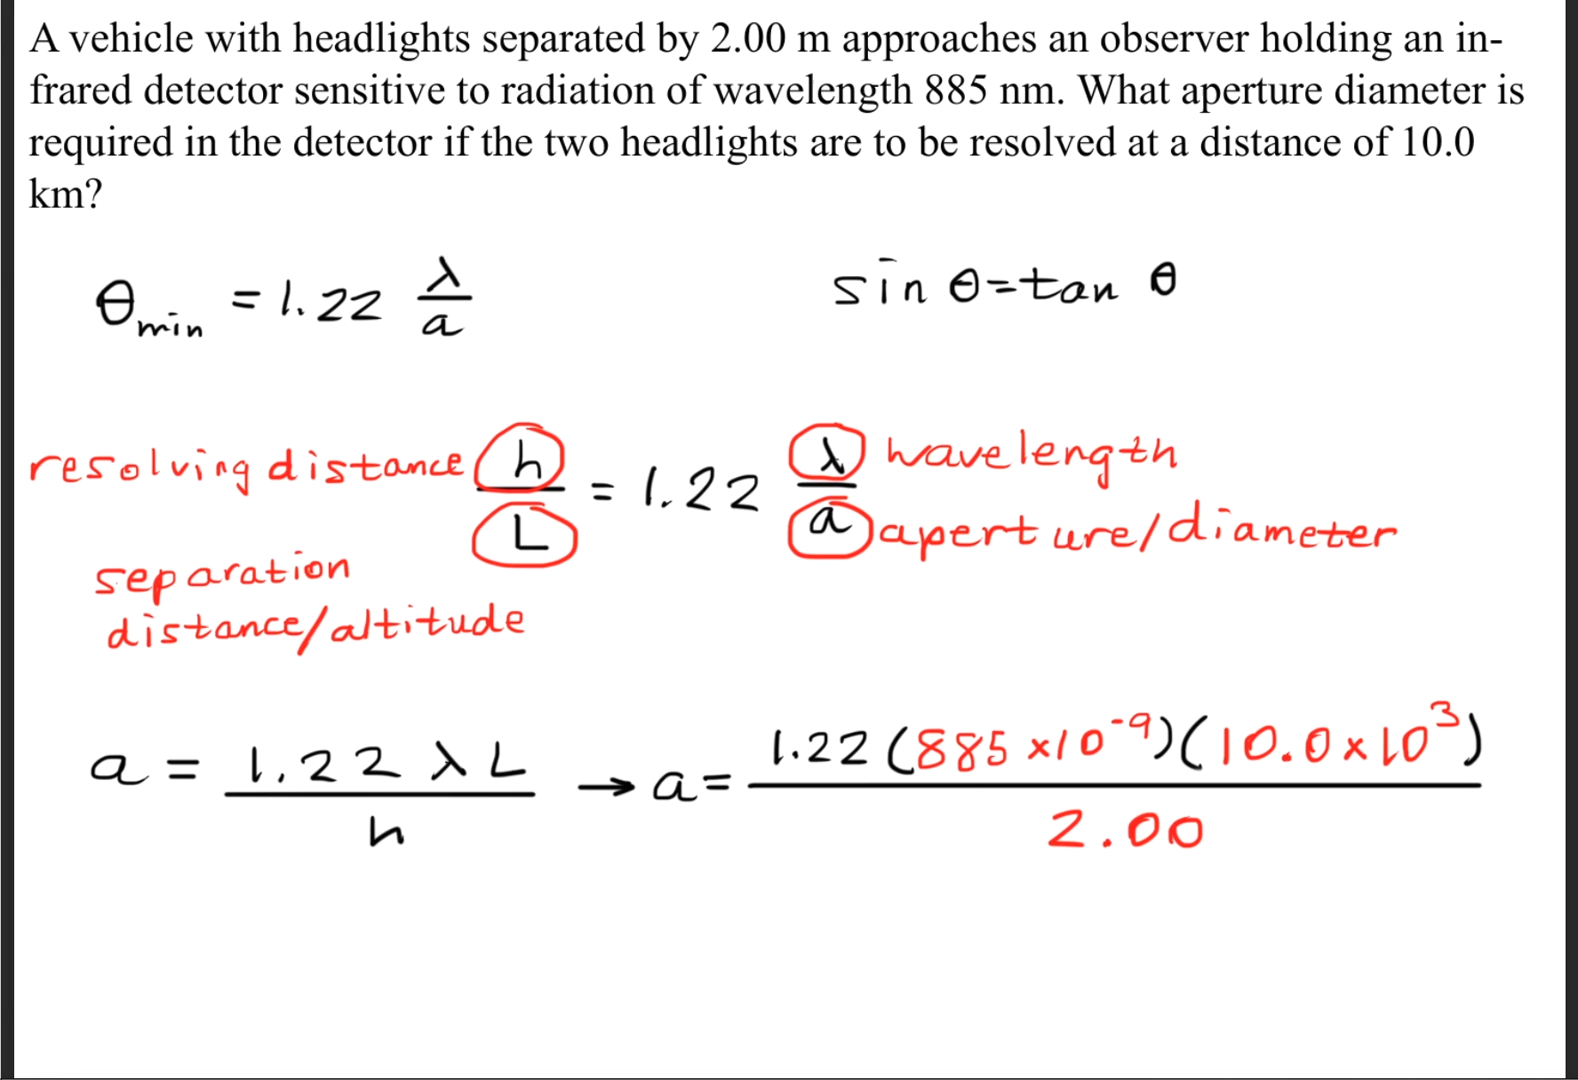 A vehicle with headlights separated by 2.00 m approaches an observer holding an in-
frared detector sensitive to radiation of wavelength 885 nm. What aperture diameter is
required in the detector if the two headlights are to be resolved at a distance of 10.0
km?
θmin = 1.22 λ/a
sin θ=tan θ
resolving distance h/L = 1.22 λ/a wavelength
aperture/diameter
separation
distance/altitude
a = 1.22 λ L / h → a = 1.22 (885 x10⁻⁹)(10.0 x 10³) / 2.00